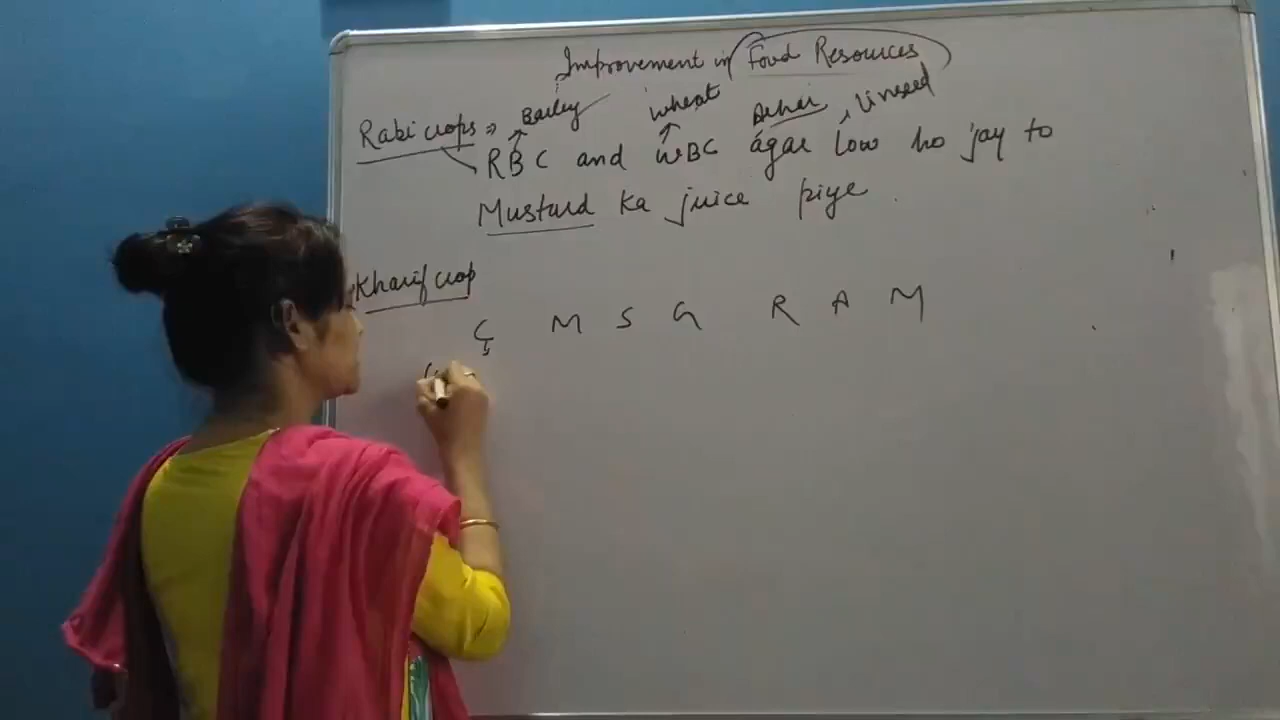 Improvement in Food Resources
Barley wheat Arhar, linseed
Rabi crops ⇒ RBC and WBC agar low ho jay to
Mustard ka juice piye.
Kharif crop
C M S G R A M